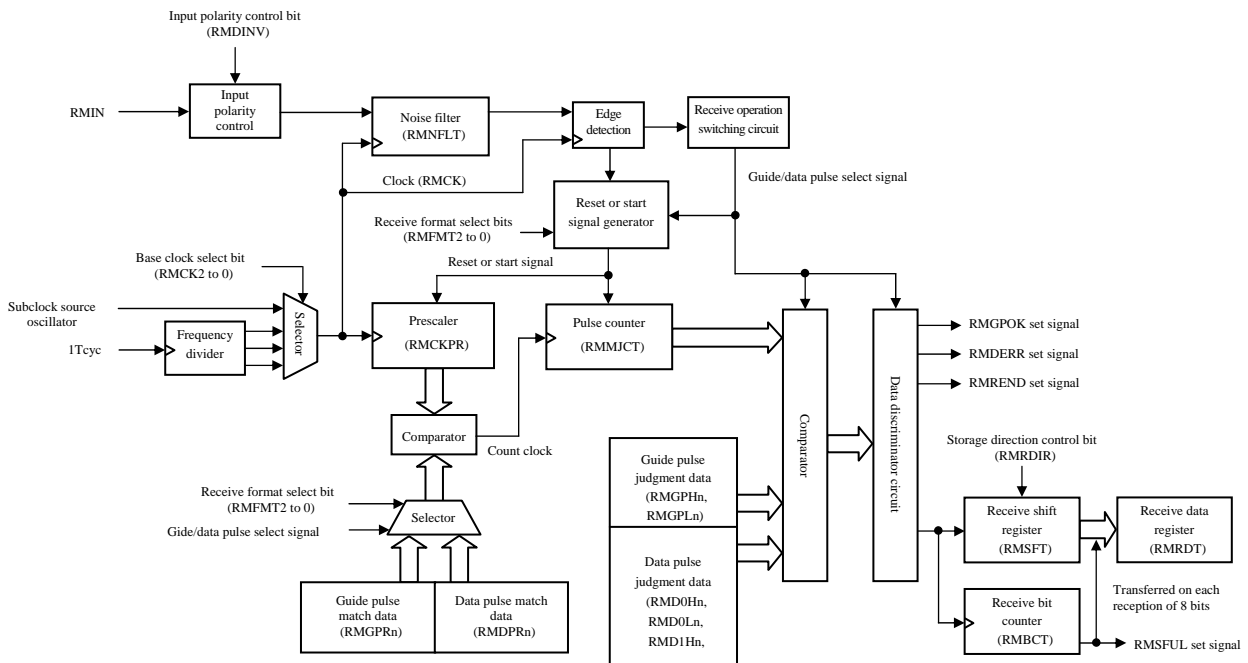 Input polarity control bit
(RMDINV)
RMIN
Input
polarity
control
Noise filter
(RMNFLT)
Edge
detection
Receive operation
switching circuit
Clock (RMCK)
Guide/data pulse select signal
Receive format select bits
(RMFMT2 to 0)
Reset or start
signal generator
Base clock select bit
(RMCK2 to 0)
Reset or start signal
Subclock source
oscillator
1Tcyc
Frequency
divider
Selector
Prescaler
(RMCKPR)
Pulse counter
(RMMJCT)
Comparator
Count clock
Comparator
Data discriminator
circuit
RMGPOK set signal
RMDERR set signal
RMREND set signal
Receive format select bit
(RMFMT2 to 0)
Gide/data pulse select signal
Selector
Guide pulse
match data
(RMGPRn)
Data pulse match
data
(RMDPRn)
Guide pulse
judgment data
(RMGPHn,
RMGPLn)
Data pulse
judgment data
(RMD0Hn,
RMD0Ln,
RMD1Hn,
Storage direction control bit
(RMRDIR)
Receive shift
register
(RMSFT)
Receive data
register
(RMRDT)
Transferred on each
reception of 8 bits
Receive bit
counter
(RMBCT)
RMSFUL set signal